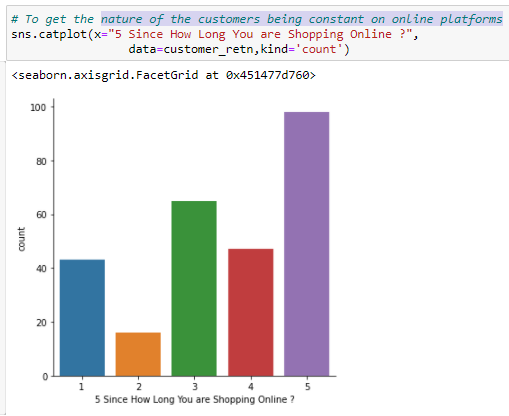 # To get the nature of the customers being constant on online platforms
sns.catplot(x="5 Since How Long You are Shopping Online ?",
data=customer_retn,kind='count')
<seaborn.axisgrid.FacetGrid at 0x451477d760>
100
80
60
40
20
0
count
1 2 3 4 5
5 Since How Long You are Shopping Online ?